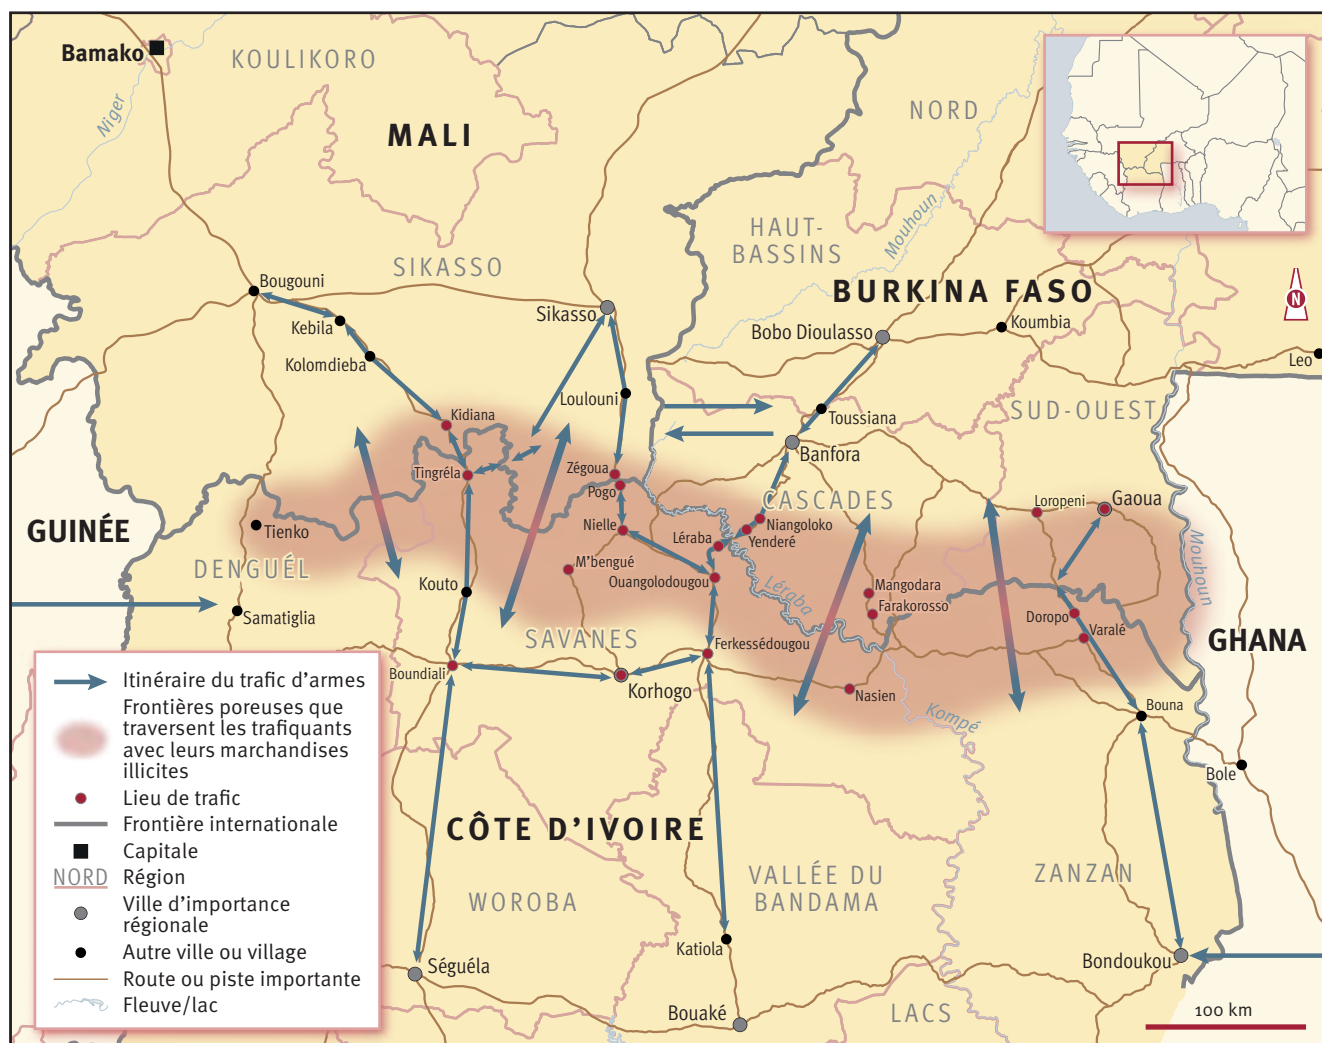 Bamako
KOULIKORO
Niger
MALI
NORD
Mouhoun
HAUT-
BASSINS
SIKASSO
Bougouni
Kebila
Kolomdieba
Sikasso
BURKINA FASO
Bobo Dioulasso
Koumbia
N
Leo
Loulouni
Toussiana
SUD-OUEST
Kidiana
Banfora
Tingréla
Zégoua
Pogo
CASCADES
Loropeni
Gaoua
GUINÉE
Tienko
Nielle
Niangoloko
Yenderé
Léraba
Mouhoun
DENGUÉL
M'bengué
Ouangolodougou
Kouto
Léraba
Mangodara
Farakorosso
Samatiglia
Doropo
Varalé
GHANA
SAVANES
Ferkessédougou
Boundiali
Korhogo
Nasien
Kompé
Bouna
Bole
CÔTE D'IVOIRE
WOROBA
VALLÉE DU
BANDAMA
ZANZAN
Katiola
Séguéla
Bondoukou
Bouaké
LACS
100 km
Itinéraire du trafic d'armes
Frontières poreuses que
traversent les trafiquants
avec leurs marchandises
illicites
Lieu de trafic
Frontière internationale
Capitale
NORD Région
Ville d'importance
régionale
Autre ville ou village
Route ou piste importante
Fleuve/lac